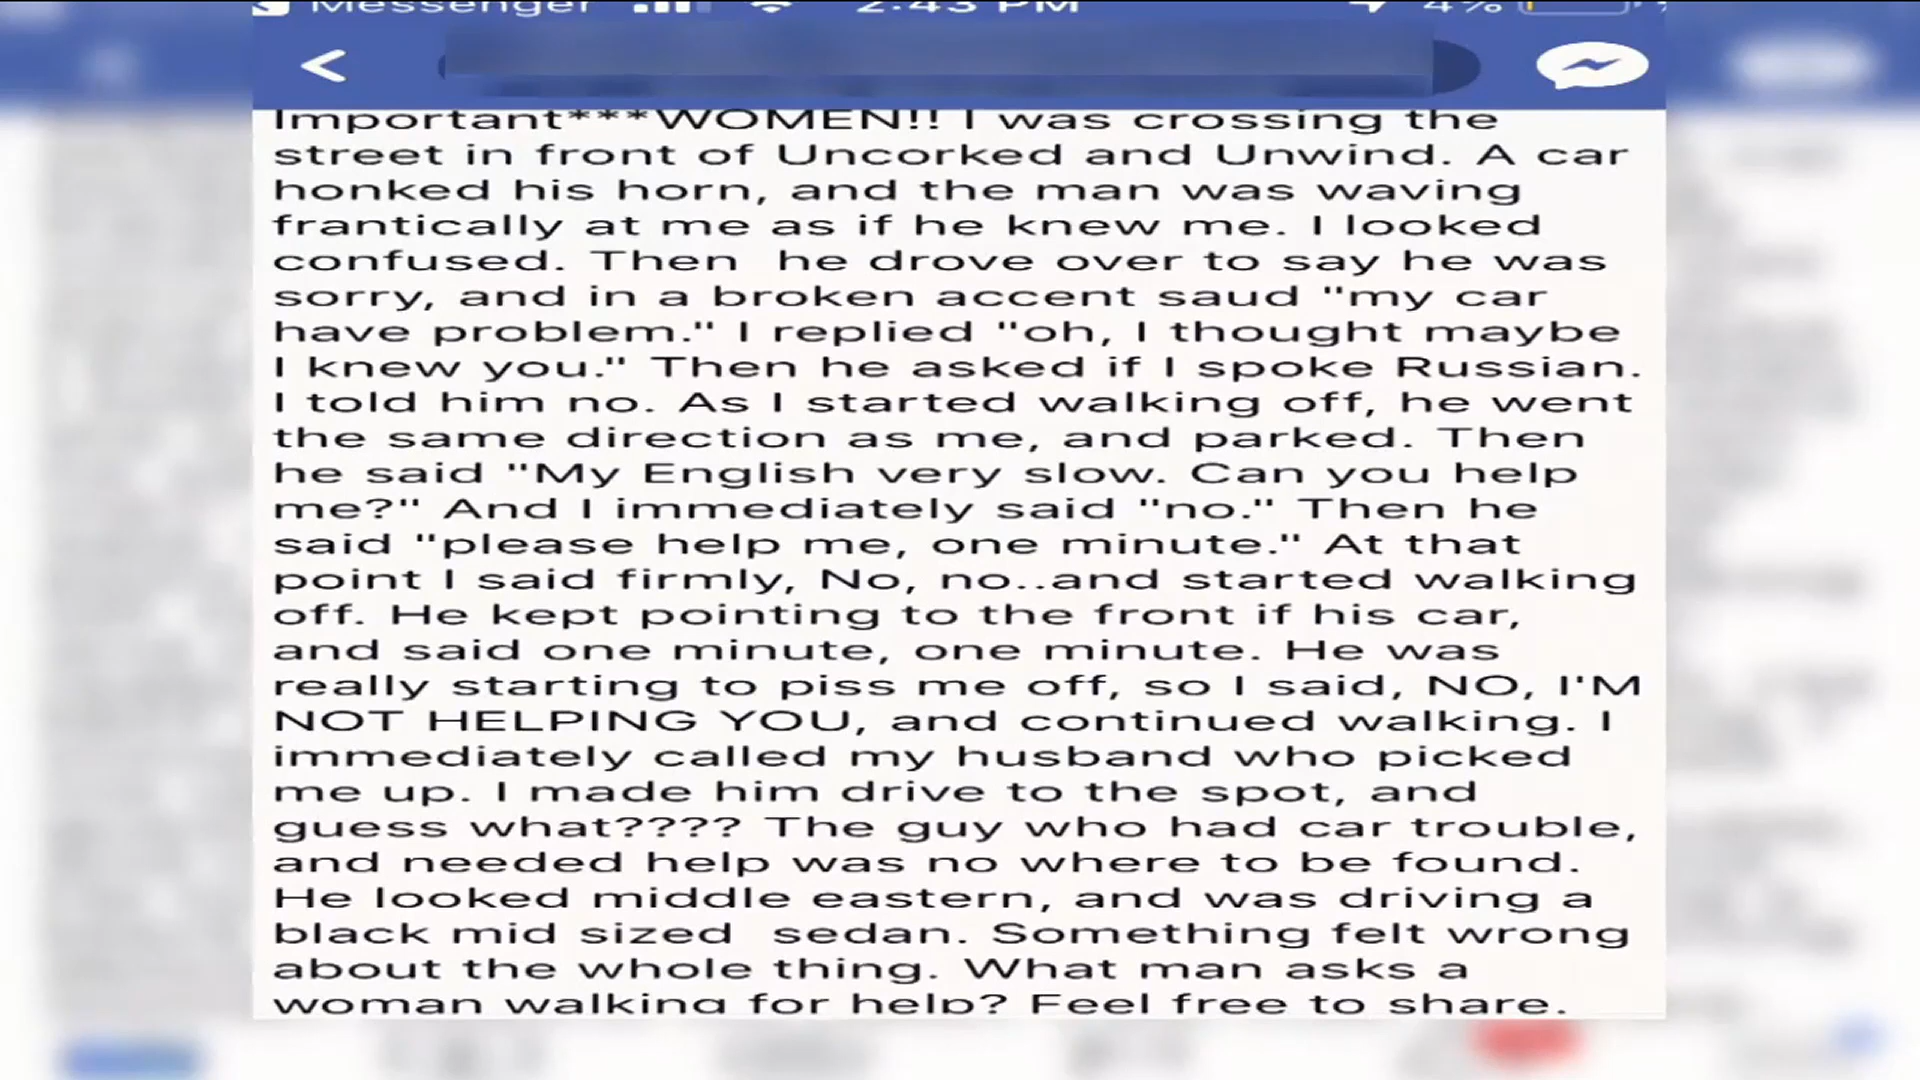 Messenger 2:43 PM 4%
Important***WOMEN!! I was crossing the
street in front of Uncorked and Unwind. A car
honked his horn, and the man was waving
frantically at me as if he knew me. I looked
confused. Then  he drove over to say he was
sorry, and in a broken accent saud "my car
have problem." I replied "oh, I thought maybe
I knew you." Then he asked if I spoke Russian.
I told him no. As I started walking off, he went
the same direction as me, and parked. Then
he said "My English very slow. Can you help
me?" And I immediately said "no." Then he
said "please help me, one minute." At that
point I said firmly, No, no..and started walking
off. He kept pointing to the front if his car,
and said one minute, one minute. He was
really starting to piss me off, so I said, NO, I'M
NOT HELPING YOU, and continued walking. I
immediately called my husband who picked
me up. I made him drive to the spot, and
guess what???? The guy who had car trouble,
and needed help was no where to be found.
He looked middle eastern, and was driving a
black mid sized  sedan. Something felt wrong
about the whole thing. What man asks a
woman walking for help? Feel free to share.